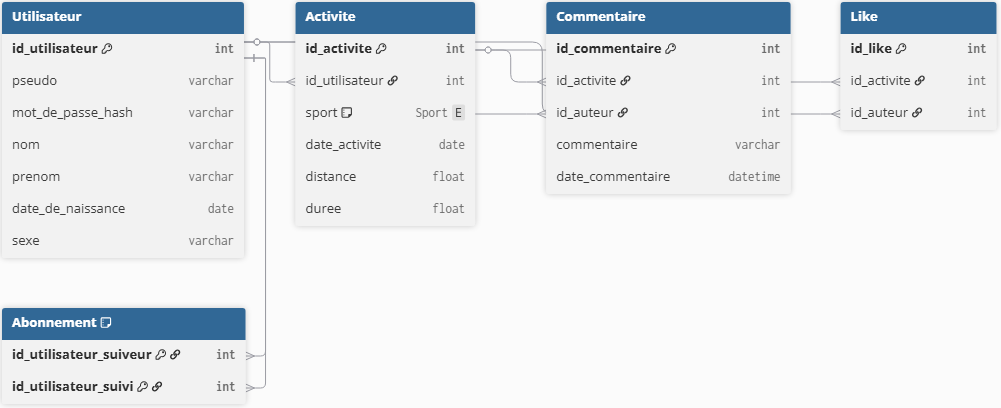 Utilisateur
id_utilisateur int
pseudo varchar
mot_de_passe_hash varchar
nom varchar
prenom varchar
date_de_naissance date
sexe varchar
Activite
id_activite int
id_utilisateur int
sport Sport E
date_activite date
distance float
duree float
Commentaire
id_commentaire int
id_activite int
id_auteur int
commentaire varchar
date_commentaire datetime
Like
id_like int
id_activite int
id_auteur int
Abonnement
id_utilisateur_suiveur int
id_utilisateur_suivi int